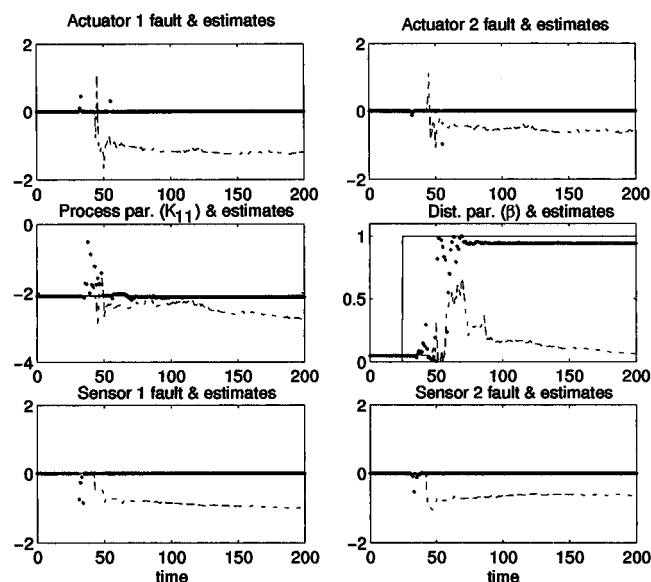 Actuator 1 fault & estimates
Actuator 2 fault & estimates
2
0
−2
0 50 100 150 200
2
0
−2
0 50 100 150 200
Process par. (K11) & estimates
Dist. par. (β) & estimates
0
−2
−4
0 50 100 150 200
1
0.5
0
0 50 100 150 200
Sensor 1 fault & estimates
Sensor 2 fault & estimates
2
0
−2
0 50 100 150 200
time
2
0
−2
0 50 100 150 200
time